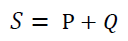 S = P + Q